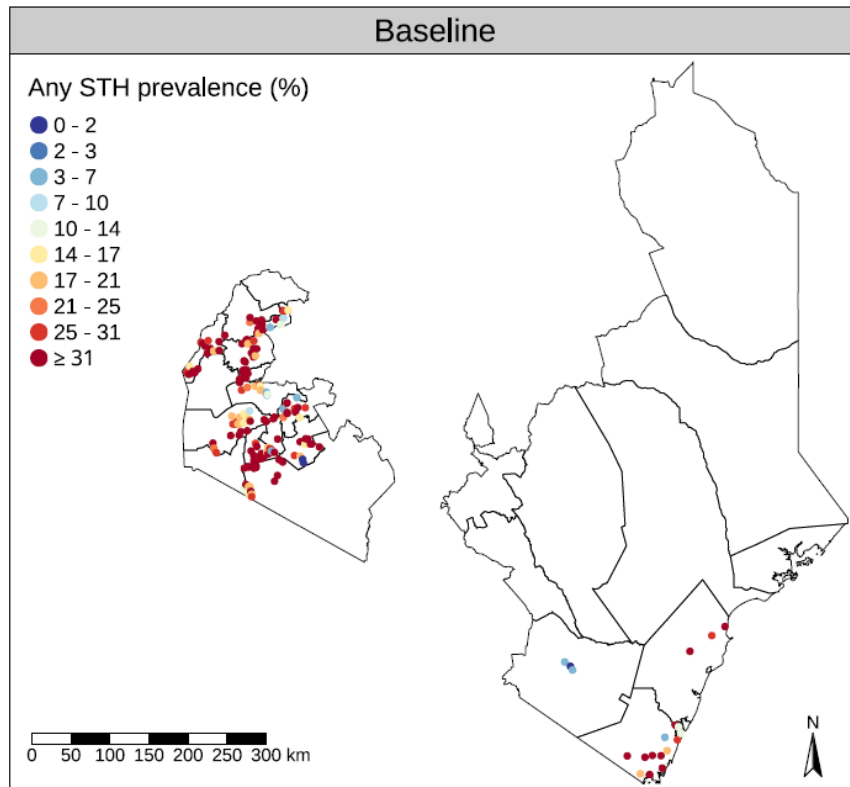 Baseline
Any STH prevalence (%)
0 - 2
2 - 3
3 - 7
7 - 10
10 - 14
14 - 17
17 - 21
21 - 25
25 - 31
≥ 31
N
0 50 100 150 200 250 300 km